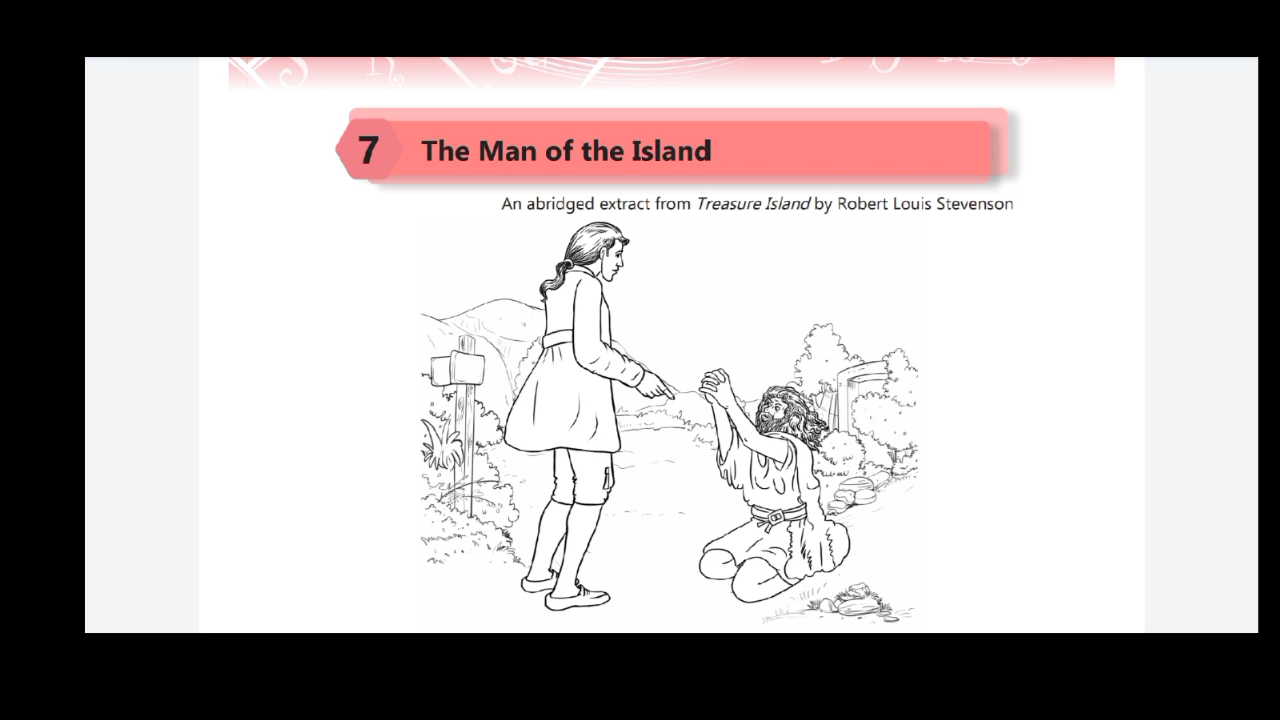 7 The Man of the Island
An abridged extract from Treasure Island by Robert Louis Stevenson